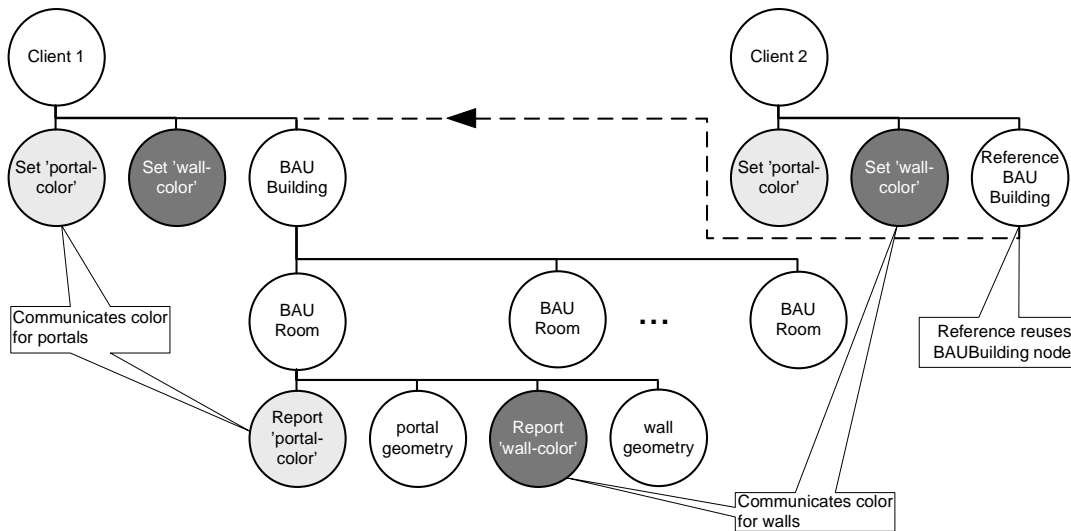 Client 1
Client 2
Set 'portal-
color'
Set 'wall-
color'
BAU
Building
Set 'portal-
color'
Set 'wall-
color'
Reference
BAU
Building
Communicates color
for portals
BAU
Room
BAU
Room
...
BAU
Room
Reference reuses
BAUBuilding node
Report
'portal-
color'
portal
geometry
Report
'wall-color'
wall
geometry
Communicates color
for walls